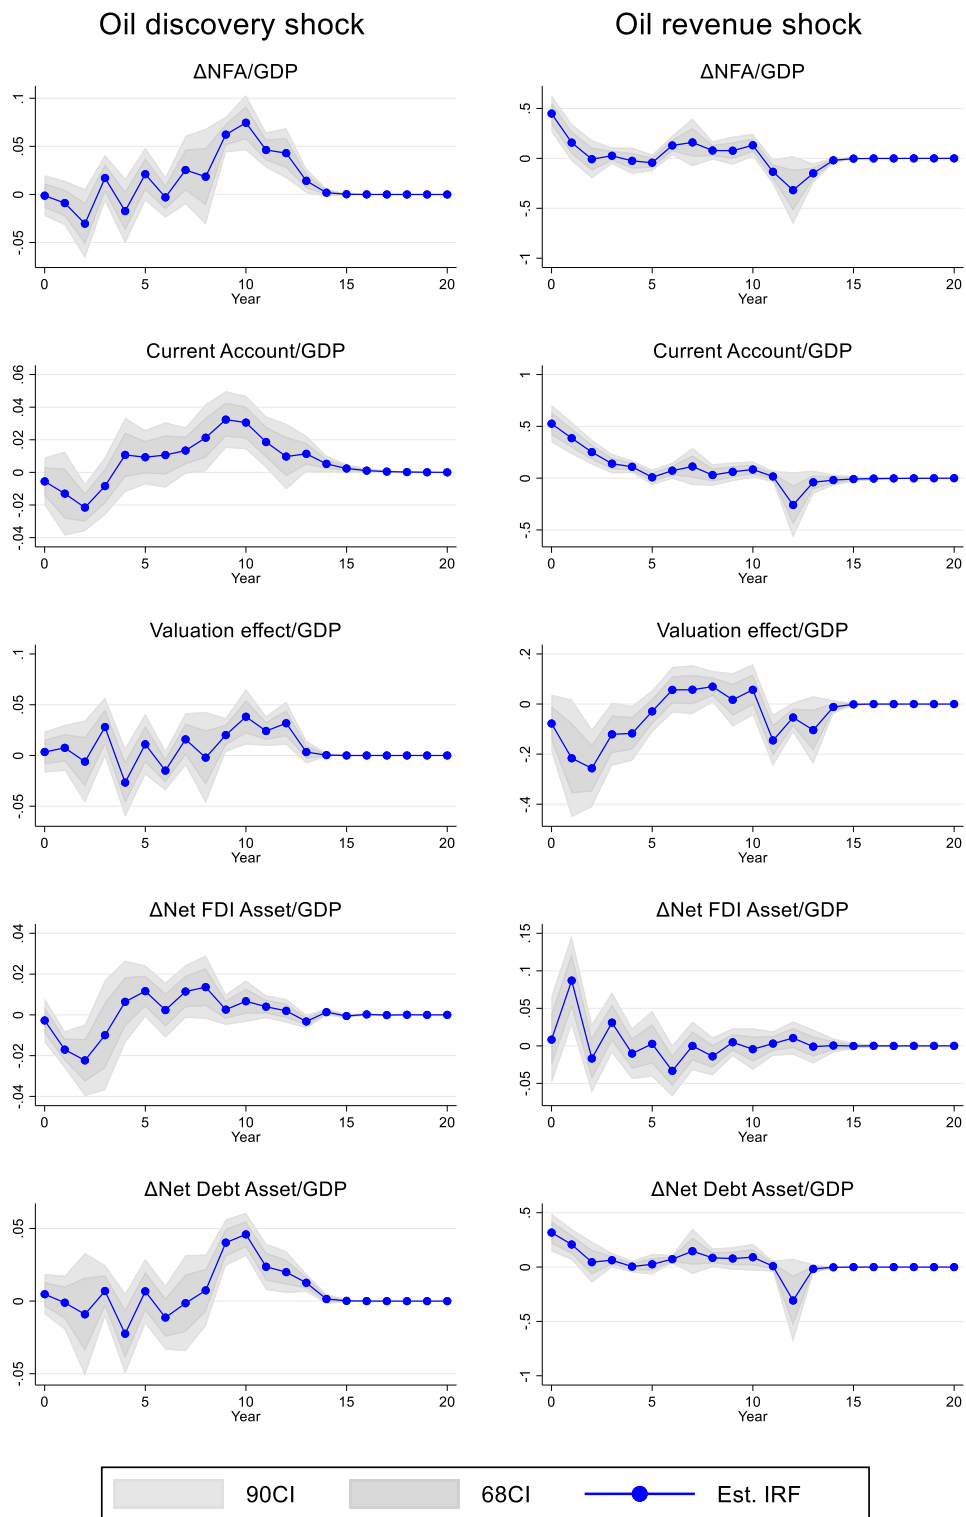 Oil discovery shock Oil revenue shock
ΔNFA/GDP ΔNFA/GDP
.1 .05 0 -.05
0 5 10 15 20
Year
.5 0 -.5 -1
0 5 10 15 20
Year
Current Account/GDP Current Account/GDP
.06 .04 .02 0 -.02 -.04
0 5 10 15 20
Year
1 .5 0 -.5
0 5 10 15 20
Year
Valuation effect/GDP Valuation effect/GDP
.1 .05 0 -.05
0 5 10 15 20
Year
.2 0 -.2 -.4
0 5 10 15 20
Year
ΔNet FDI Asset/GDP ΔNet FDI Asset/GDP
.04 .02 0 -.02 -.04
0 5 10 15 20
Year
.15 .1 .05 0 -.05
0 5 10 15 20
Year
ΔNet Debt Asset/GDP ΔNet Debt Asset/GDP
.05 0 -.05
0 5 10 15 20
Year
.5 0 -.5 -1
0 5 10 15 20
Year
90CI 68CI Est. IRF